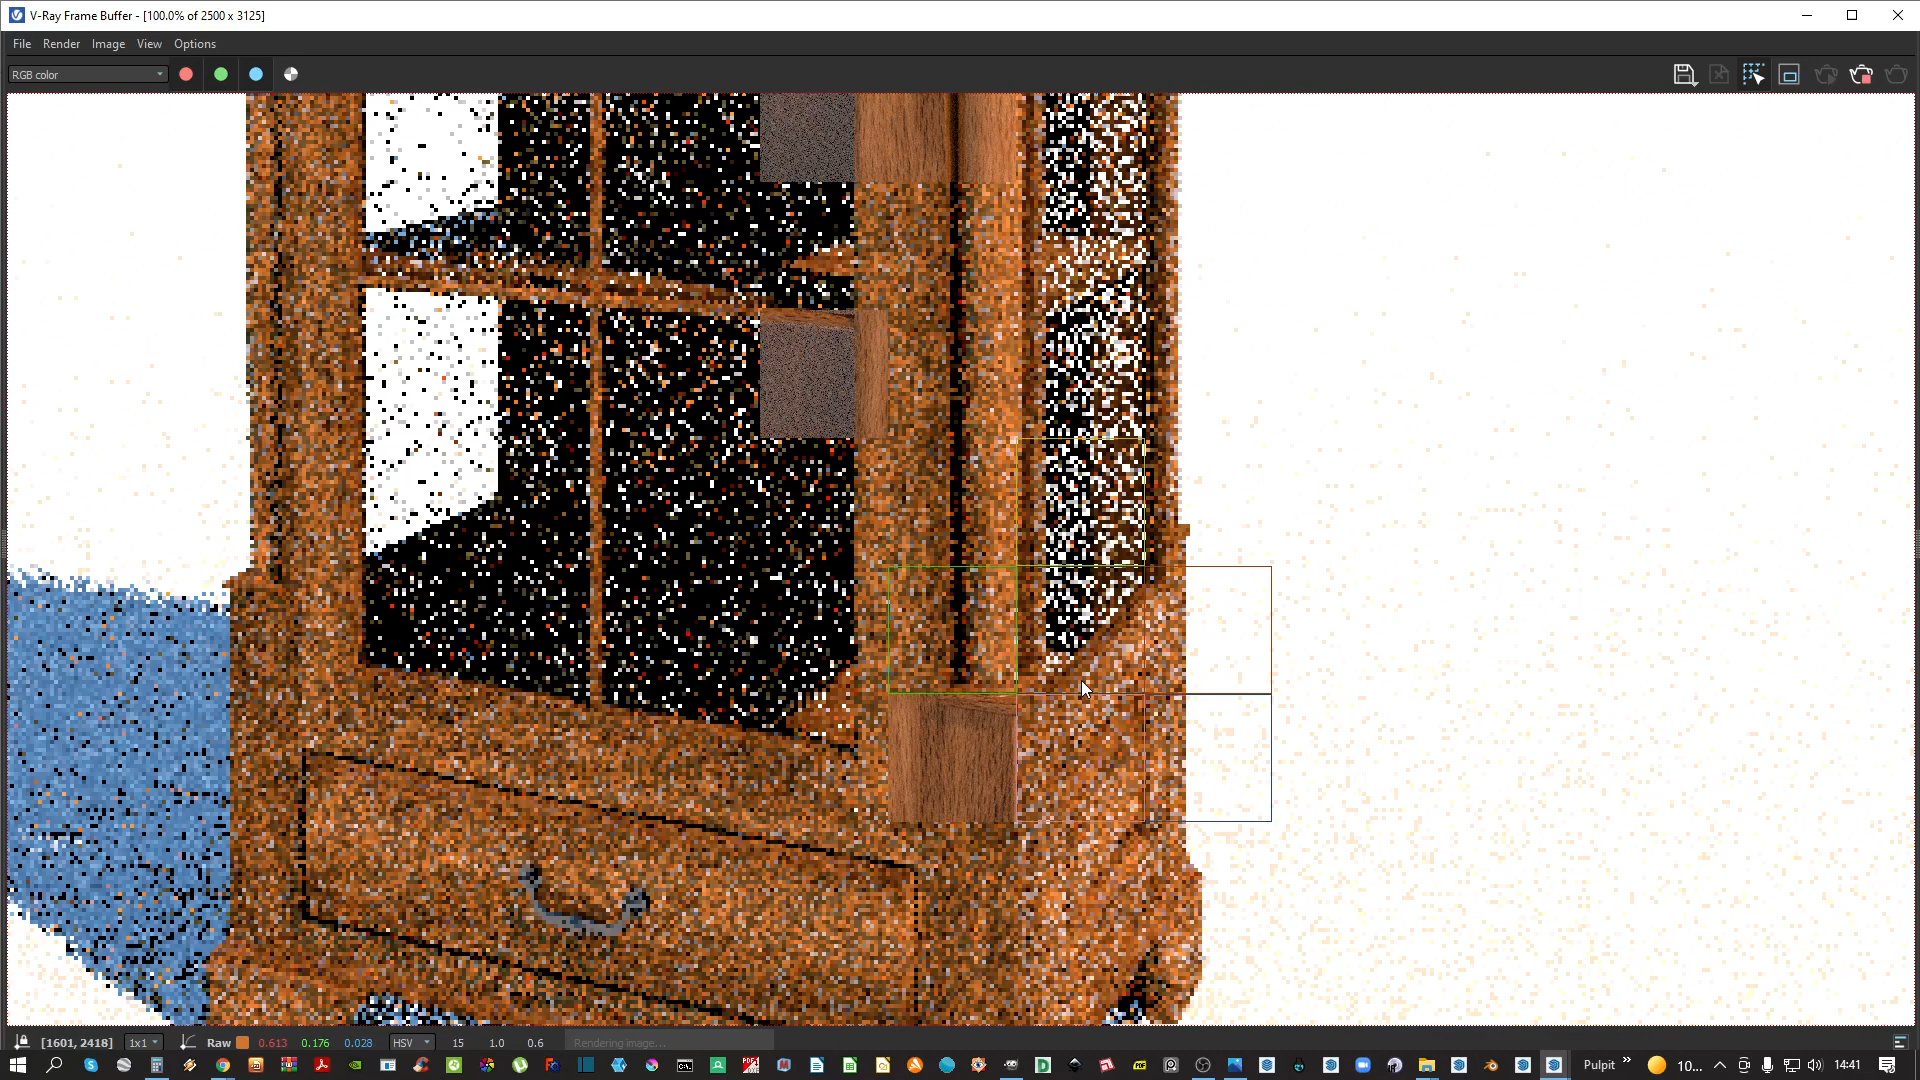 V-Ray Frame Buffer - [100.0% of 2500 x 3125]
File Render Image View Options
RGB color
[1601, 2418] 1x1 Raw 0.613 0.176 0.028 HSV 15 1.0 0.6 Rendering image...
Pulpit 10... 14:41